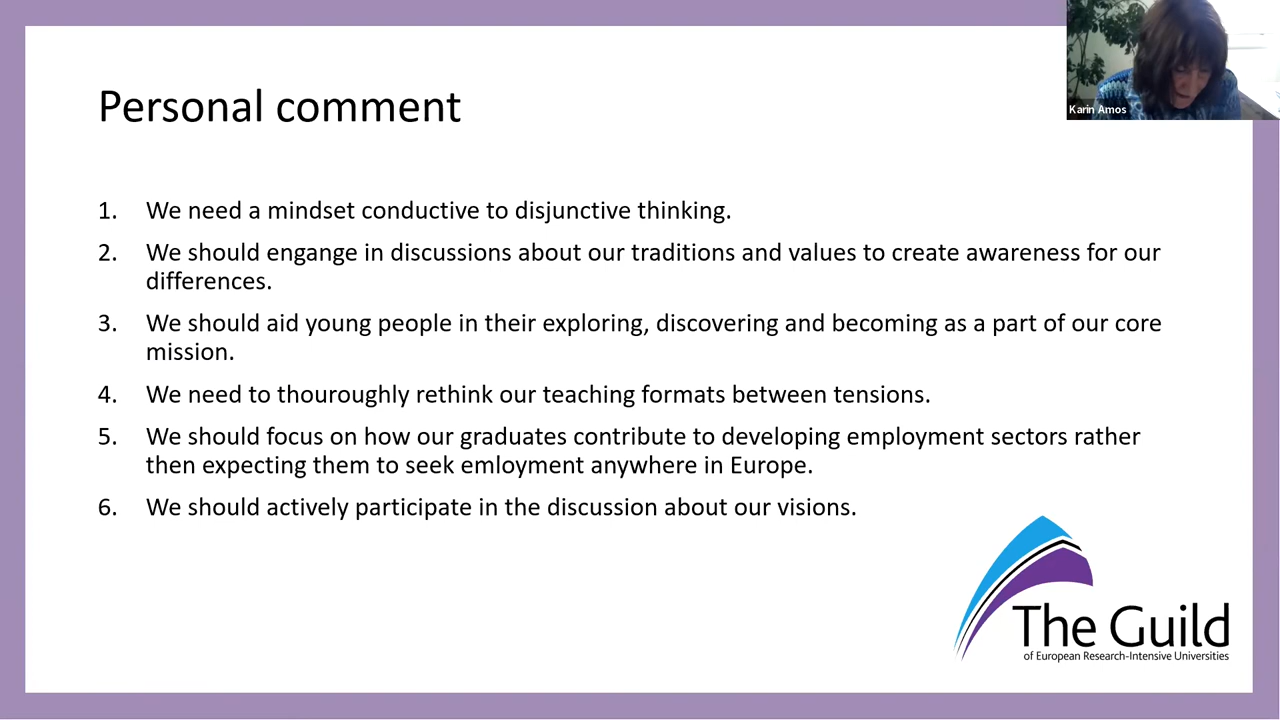 Karin Amos
Personal comment
1. We need a mindset conductive to disjunctive thinking.
2. We should engange in discussions about our traditions and values to create awareness for our
differences.
3. We should aid young people in their exploring, discovering and becoming as a part of our core
mission.
4. We need to thouroughly rethink our teaching formats between tensions.
5. We should focus on how our graduates contribute to developing employment sectors rather
then expecting them to seek emloyment anywhere in Europe.
6. We should actively participate in the discussion about our visions.
The Guild
of European Research-Intensive Universities